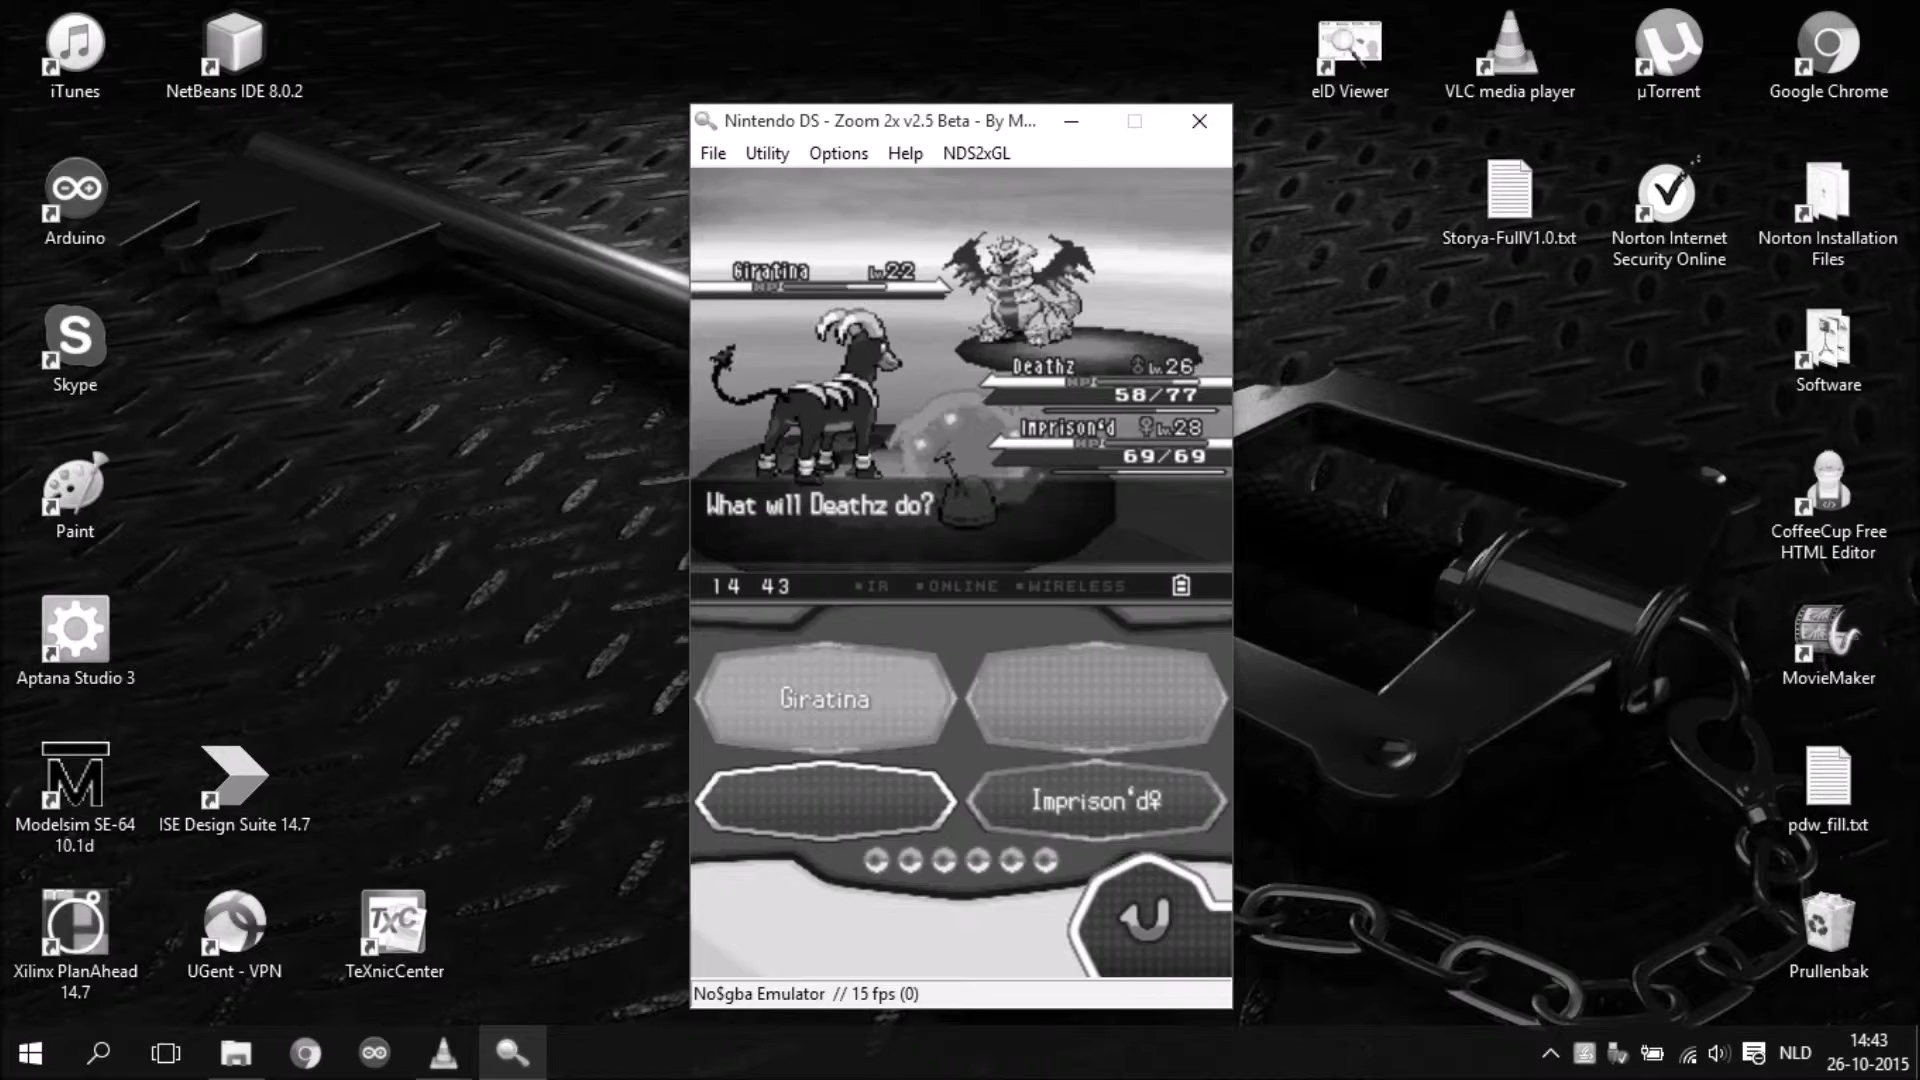 iTunes
NetBeans IDE 8.0.2
eID Viewer
VLC media player
µTorrent
Google Chrome
Arduino
Storya-FullV1.0.txt
Norton Internet
Security Online
Norton Installation
Files
Skype
Software
Paint
CoffeeCup Free
HTML Editor
Aptana Studio 3
MovieMaker
Modelsim SE-64
10.1d
ISE Design Suite 14.7
pdw_fill.txt
Xilinx PlanAhead
14.7
UGent - VPN
TeXnicCenter
Prullenbak
Nintendo DS - Zoom 2x v2.5 Beta - By M...
File Utility Options Help NDS2xGL
Giratina Lv.22
HP
Deathz ♂ Lv.26
HP
58/77
Imprison'd ♀ Lv.28
HP
69/69
What will Deathz do?
14 43 IR ONLINE WIRELESS
Giratina
Imprison'd♀
No$gba Emulator // 15 fps (0)
NLD
14:43
26-10-2015